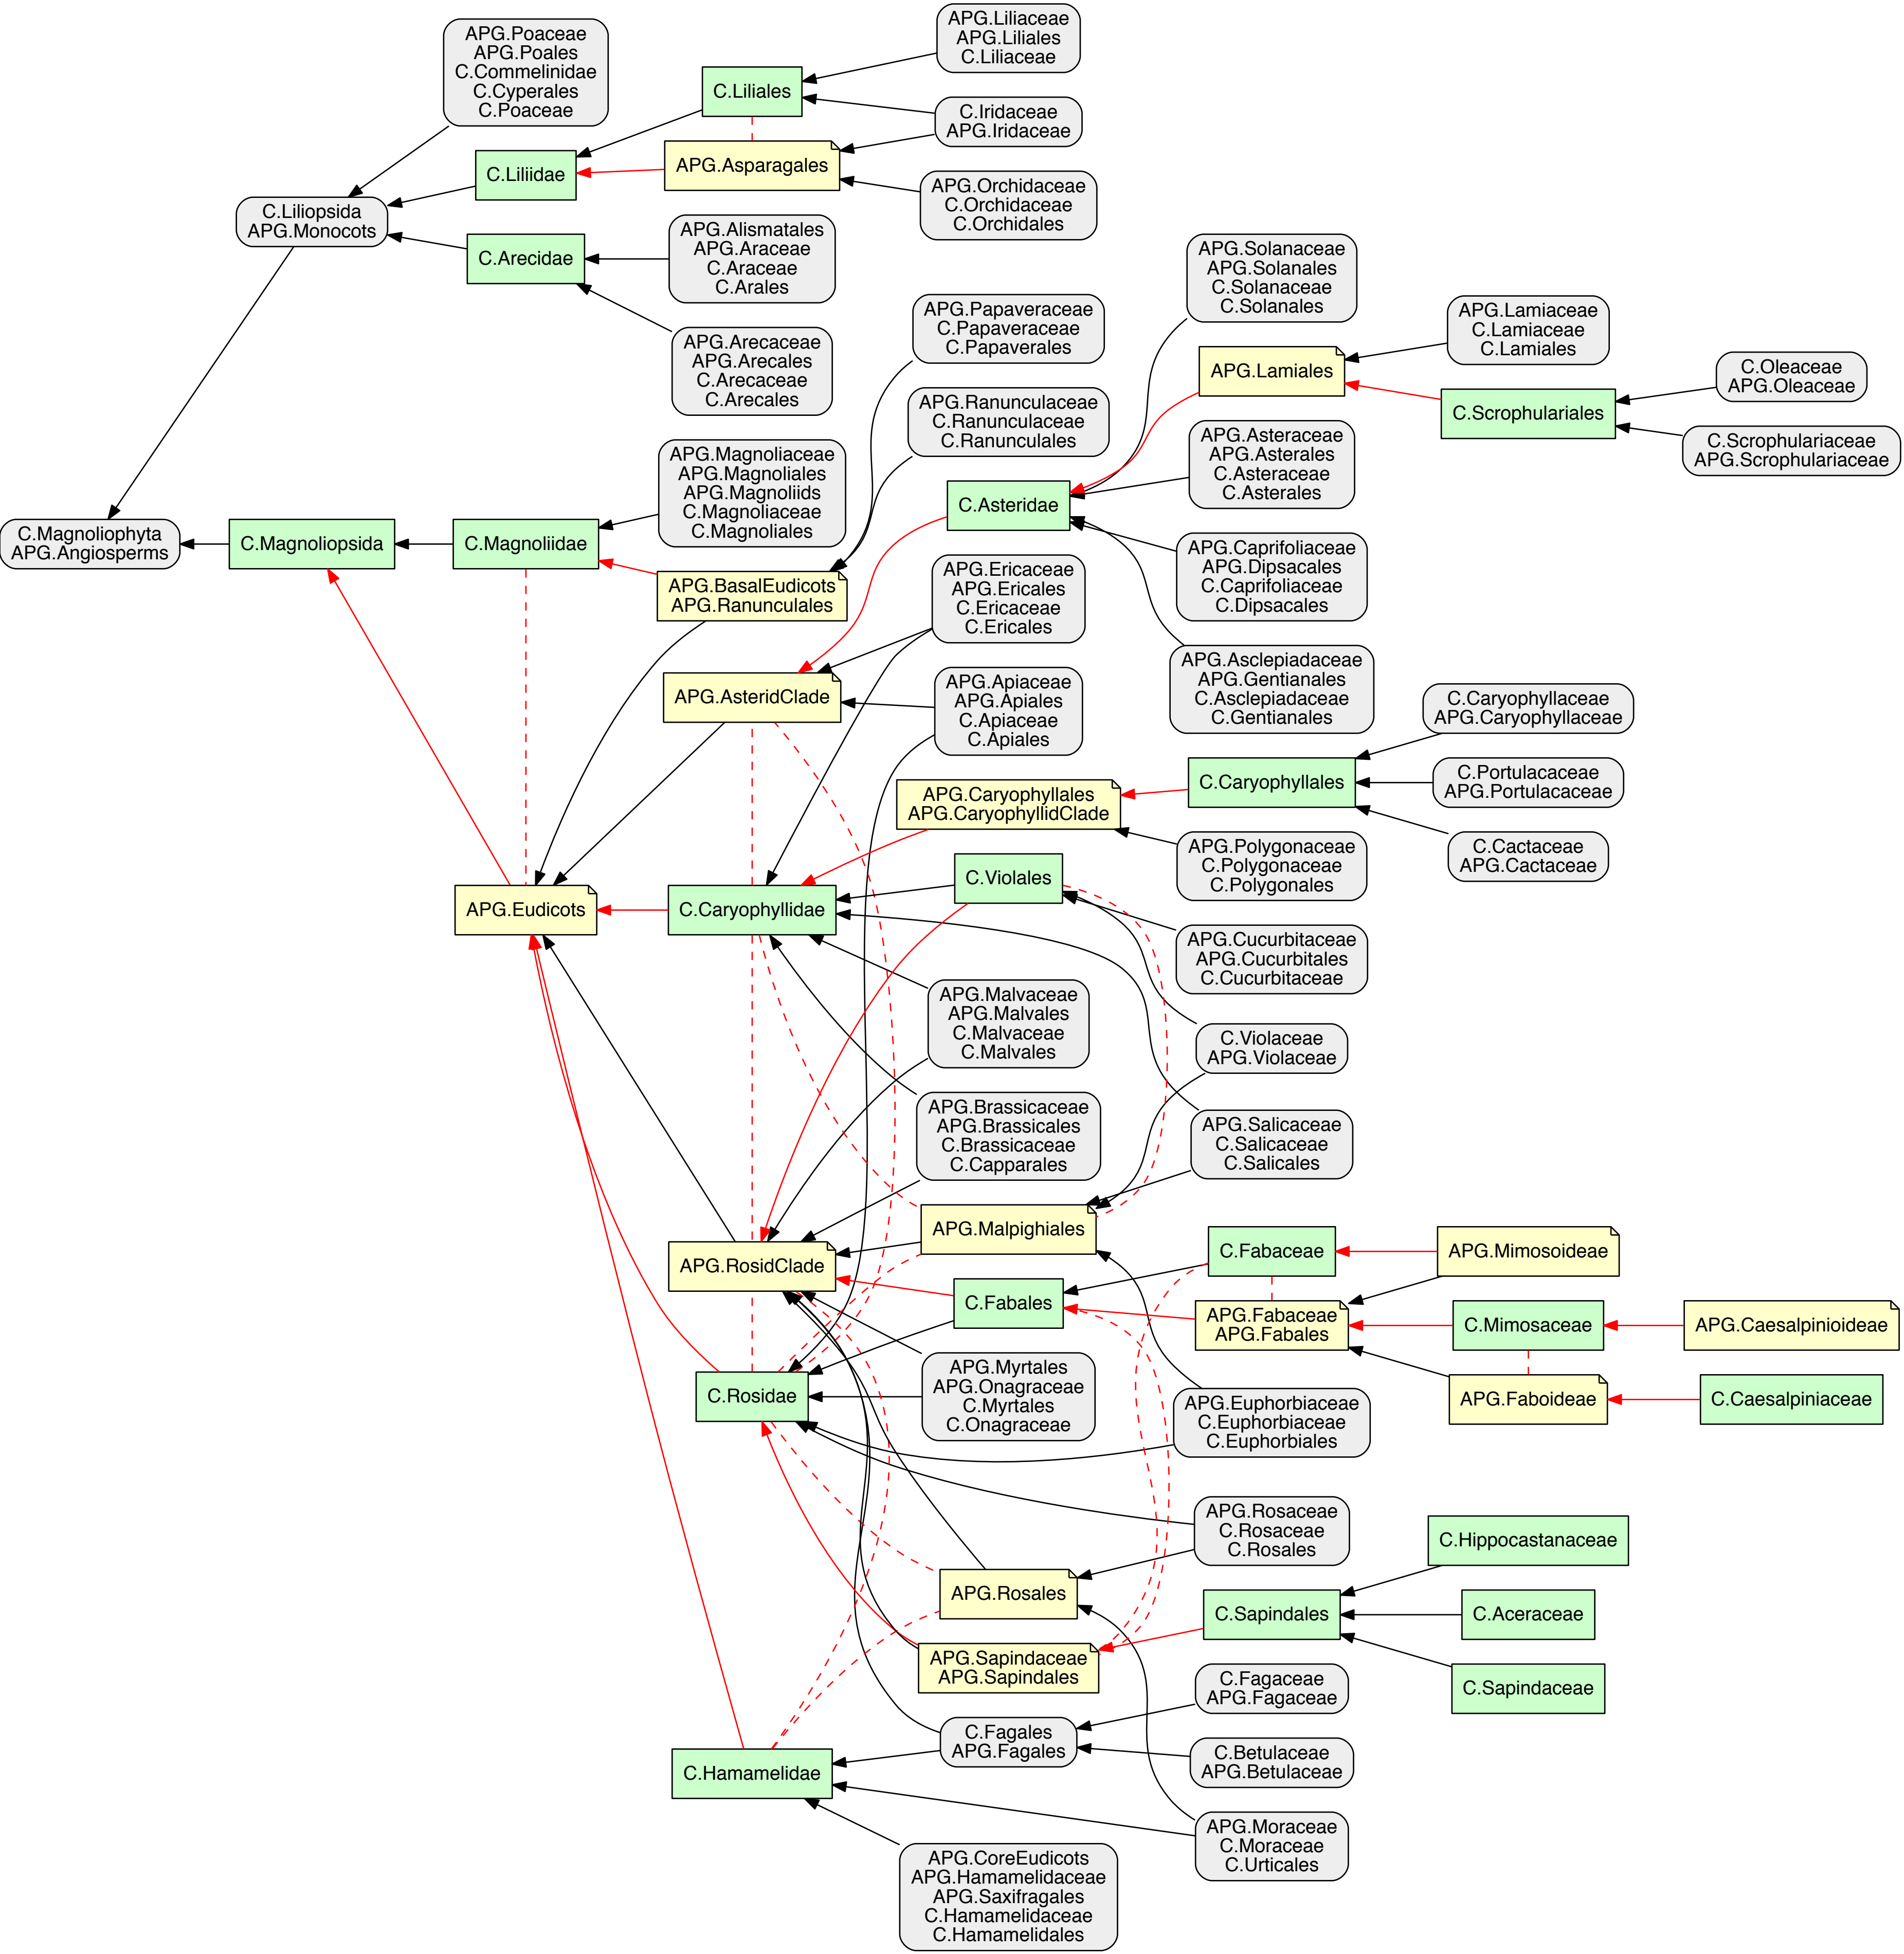 APG.Poaceae
APG.Poales
C.Commelinidae
C.Cyperales
C.Poaceae
C.Liliales
APG.Liliaceae
APG.Liliales
C.Liliaceae
C.Iridaceae
APG.Iridaceae
C.Liliidae
APG.Asparagales
APG.Orchidaceae
C.Orchidaceae
C.Orchidales
C.Liliopsida
APG.Monocots
C.Arecidae
APG.Alismatales
APG.Araceae
C.Araceae
C.Arales
APG.Arecaceae
APG.Arecales
C.Arecaceae
C.Arecales
APG.Papaveraceae
C.Papaveraceae
C.Papaverales
APG.Ranunculaceae
C.Ranunculaceae
C.Ranunculales
APG.Solanaceae
APG.Solanales
C.Solanaceae
C.Solanales
APG.Lamiales
APG.Lamiaceae
C.Lamiaceae
C.Lamiales
C.Scrophulariales
C.Oleaceae
APG.Oleaceae
C.Scrophulariaceae
APG.Scrophulariaceae
APG.Asteraceae
APG.Asterales
C.Asteraceae
C.Asterales
C.Asteridae
APG.Magnoliaceae
APG.Magnoliales
APG.Magnoliids
C.Magnoliaceae
C.Magnoliales
C.Magnoliophyta
APG.Angiosperms
C.Magnoliopsida
C.Magnoliidae
APG.BasalEudicots
APG.Ranunculales
APG.Ericaceae
APG.Ericales
C.Ericaceae
C.Ericales
APG.Caprifoliaceae
APG.Dipsacales
C.Caprifoliaceae
C.Dipsacales
APG.Asclepiadaceae
APG.Gentianales
C.Asclepiadaceae
C.Gentianales
APG.AsteridClade
APG.Apiaceae
APG.Apiales
C.Apiaceae
C.Apiales
C.Caryophyllaceae
APG.Caryophyllaceae
APG.Caryophyllales
APG.CaryophyllidClade
C.Caryophyllales
C.Portulacaceae
APG.Portulacaceae
C.Cactaceae
APG.Cactaceae
APG.Polygonaceae
C.Polygonaceae
C.Polygonales
C.Violales
APG.Eudicots
C.Caryophyllidae
APG.Cucurbitaceae
APG.Cucurbitales
C.Cucurbitaceae
APG.Malvaceae
APG.Malvales
C.Malvaceae
C.Malvales
C.Violaceae
APG.Violaceae
APG.Brassicaceae
APG.Brassicales
C.Brassicaceae
C.Capparales
APG.Salicaceae
C.Salicaceae
C.Salicales
APG.Malpighiales
APG.RosidClade
C.Fabaceae
APG.Mimosoideae
C.Fabales
APG.Fabaceae
APG.Fabales
C.Mimosaceae
APG.Caesalpinioideae
C.Rosidae
APG.Myrtales
APG.Onagraceae
C.Myrtales
C.Onagraceae
APG.Faboideae
C.Caesalpiniaceae
APG.Euphorbiaceae
C.Euphorbiaceae
C.Euphorbiales
APG.Rosaceae
C.Rosaceae
C.Rosales
C.Hippocastanaceae
APG.Rosales
C.Sapindales
C.Aceraceae
APG.Sapindaceae
APG.Sapindales
C.Sapindaceae
C.Fagaceae
APG.Fagaceae
C.Fagales
APG.Fagales
C.Betulaceae
APG.Betulaceae
C.Hamamelidae
APG.Moraceae
C.Moraceae
C.Urticales
APG.CoreEudicots
APG.Hamamelidaceae
APG.Saxifragales
C.Hamamelidaceae
C.Hamamelidales